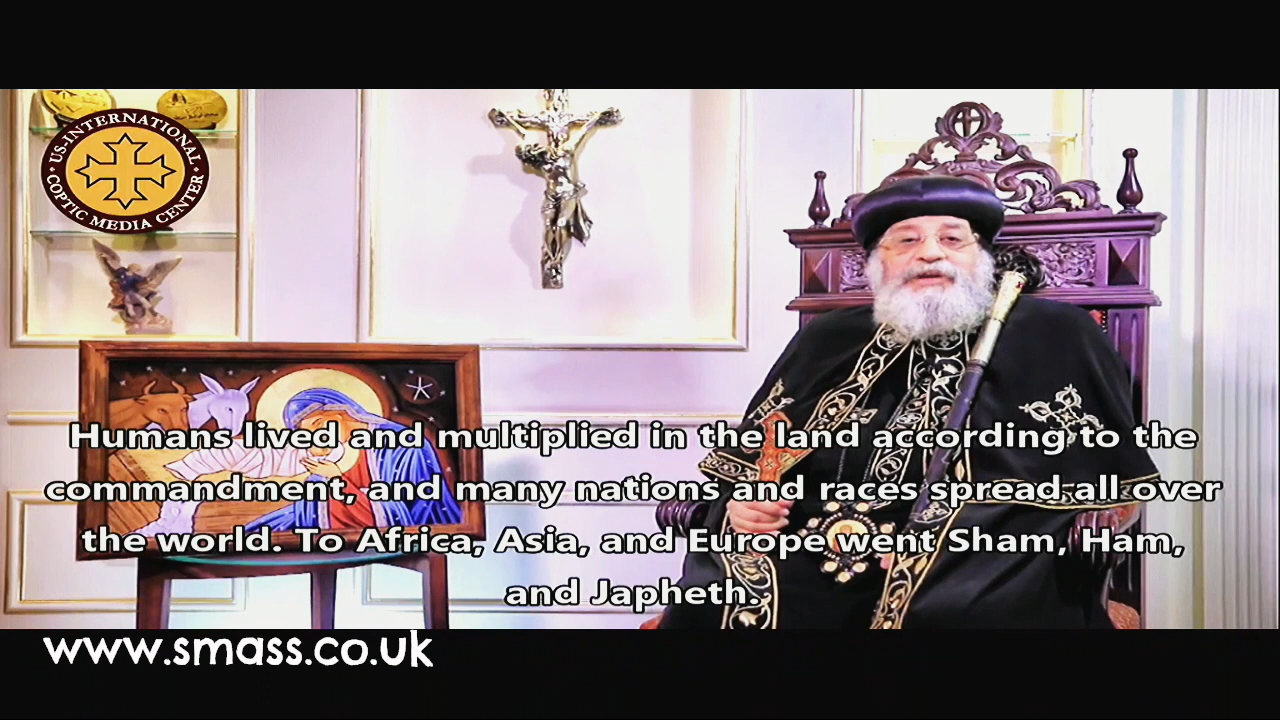 US-INTERNATIONAL
COPTIC MEDIA CENTER
Humans lived and multiplied in the land according to the
commandment, and many nations and races spread all over
the world. To Africa, Asia, and Europe went Sham, Ham,
and Japheth.
www.smass.co.uk